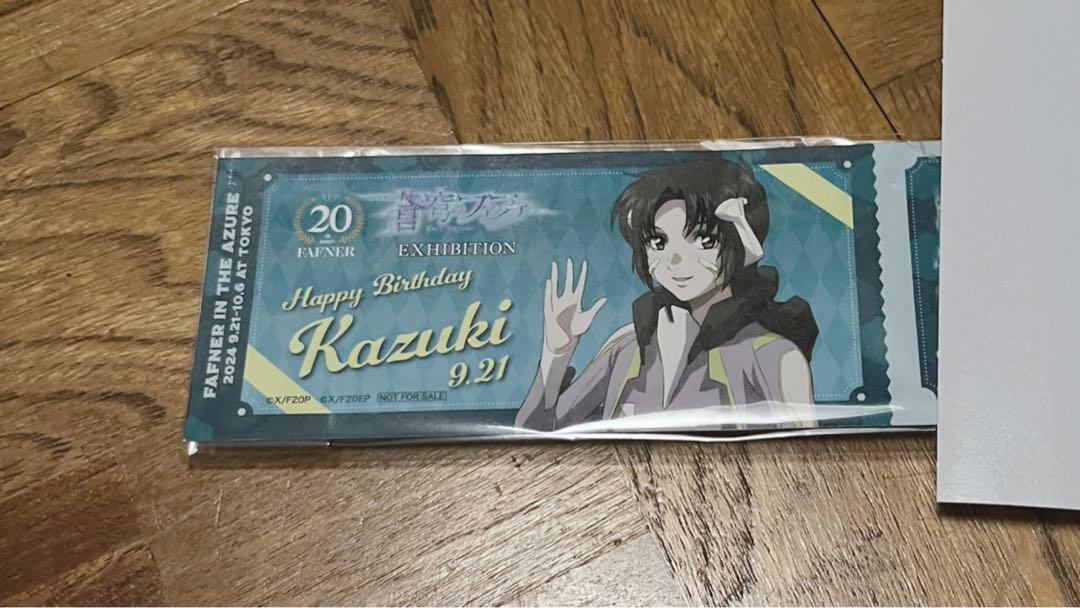 FAFNER IN THE AZURE
2024 9.21-10.6 AT TOKYO
20
th
FAFNER
蒼穹のファフナー
EXHIBITION
Happy Birthday
Kazuki
9.21
©X/F20P ©X/F20EP NOT FOR SALE